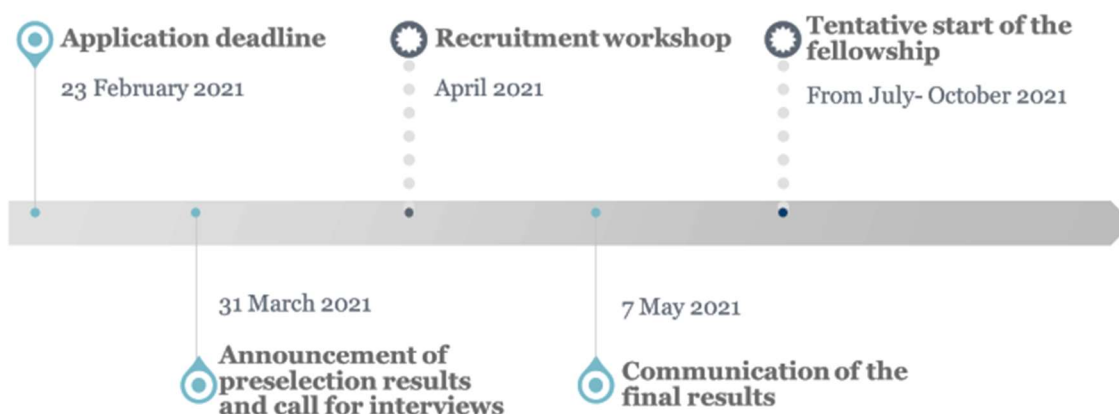 Application deadline
23 February 2021
Recruitment workshop
April 2021
Tentative start of the
fellowship
From July- October 2021
31 March 2021
Announcement of
preselection results
and call for interviews
7 May 2021
Communication of the
final results